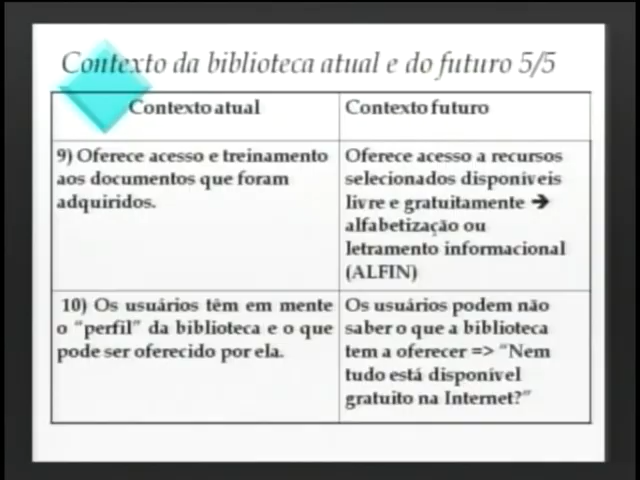 Contexto da biblioteca atual e do futuro 5/5
Contexto atual
Contexto futuro
9) Oferece acesso e treinamento
aos documentos que foram
adquiridos.
Oferece acesso a recursos
selecionados disponíveis
livre e gratuitamente ➔
alfabetização ou
letramento informacional
(ALFIN)
10) Os usuários têm em mente
o "perfil" da biblioteca e o que
pode ser oferecido por ela.
Os usuários podem não
saber o que a biblioteca
tem a oferecer => "Nem
tudo está disponível
gratuito na Internet?"